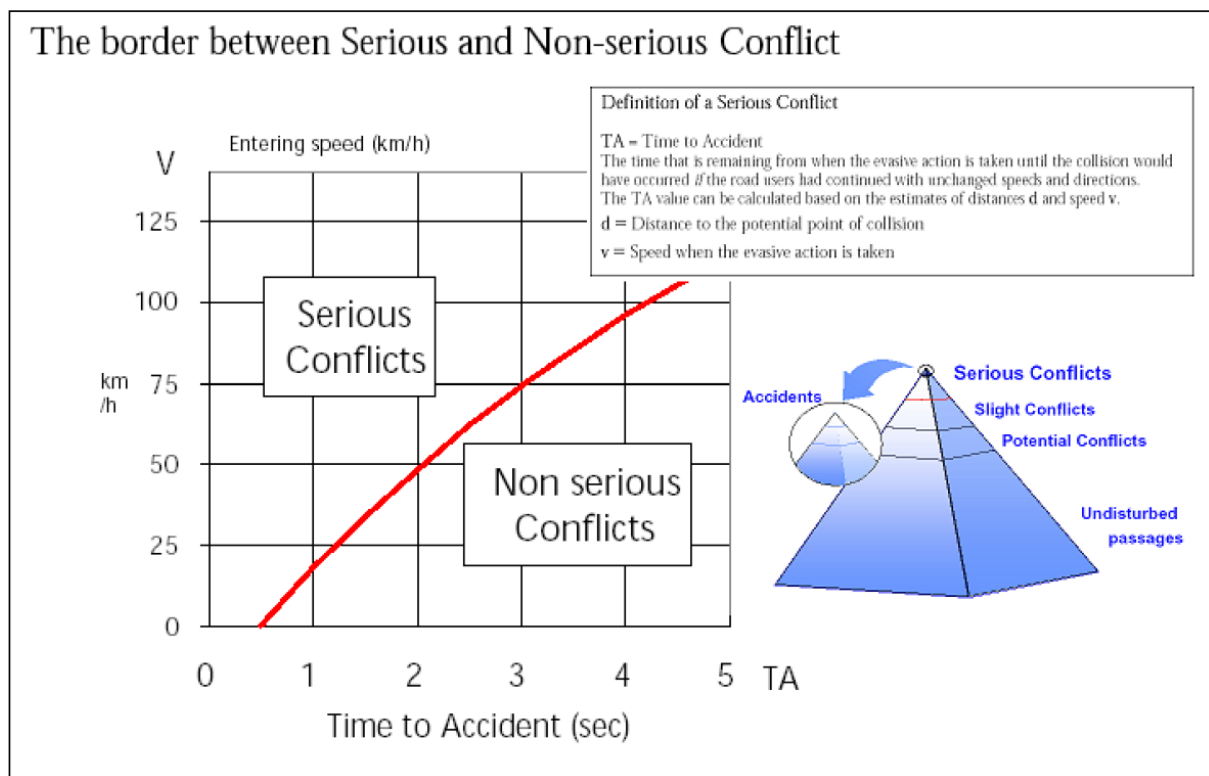 The border between Serious and Non-serious Conflict
Definition of a Serious Conflict
TA = Time to Accident
The time that is remaining from when the evasive action is taken until the collision would
have occurred if the road users had continued with unchanged speeds and directions.
The TA value can be calculated based on the estimates of distances d and speed v.
d = Distance to the potential point of collision
v = Speed when the evasive action is taken
Entering speed (km/h)
V
125
100
75
50
25
0
km
/h
Serious
Conflicts
Non serious
Conflicts
0 1 2 3 4 5 TA
Time to Accident (sec)
Accidents
Serious Conflicts
Slight Conflicts
Potential Conflicts
Undisturbed
passages